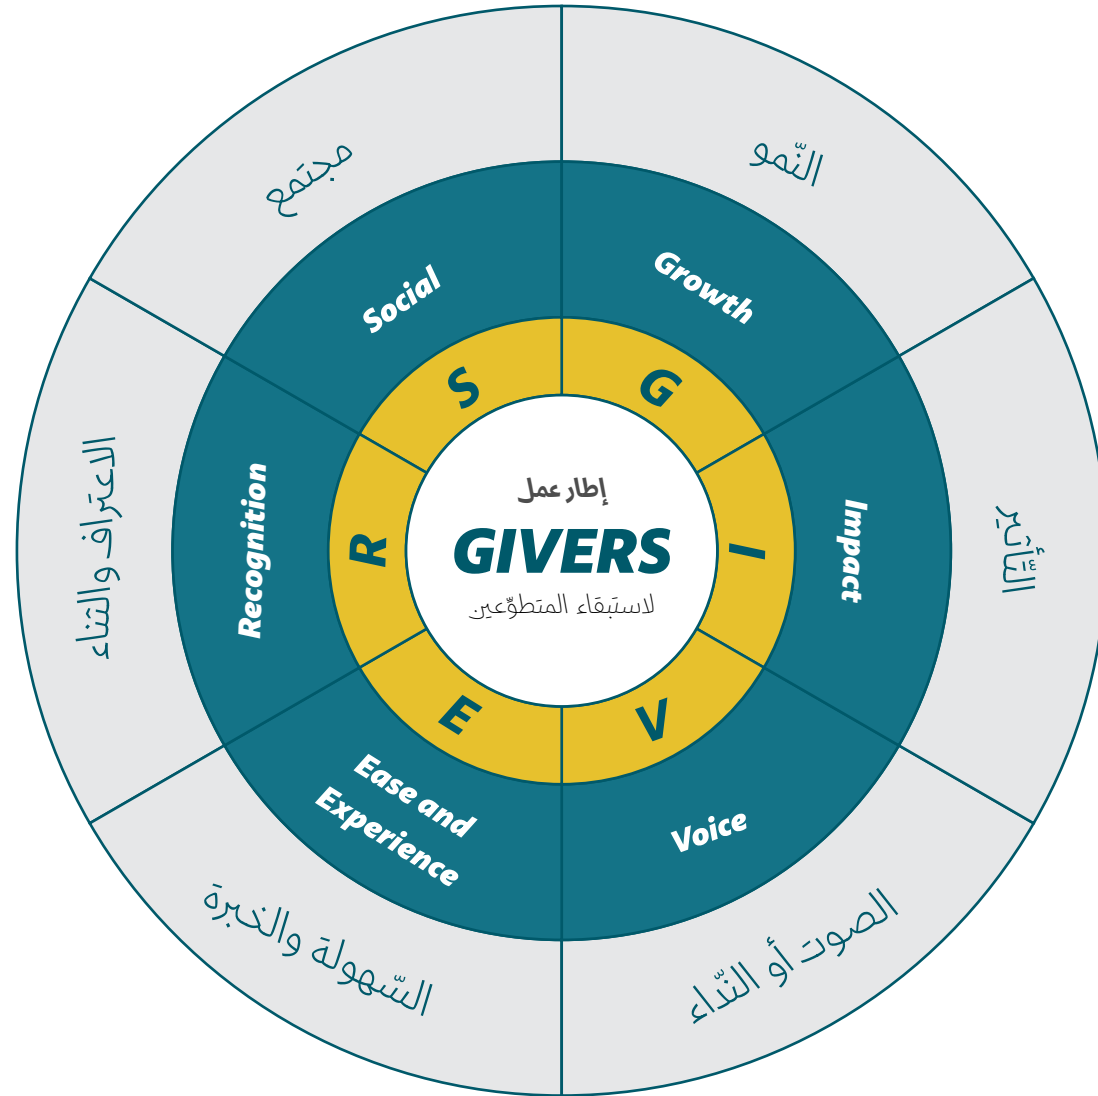 إطار عمل
GIVERS
لاستبقاء المتطوّعين
G
Growth
النّمو
I
Impact
التّأثير
V
Voice
الصوت أو النّداء
E
Ease and
Experience
السّهولة والخبرة
R
Recognition
الاعتراف والثناء
S
Social
مجتمع